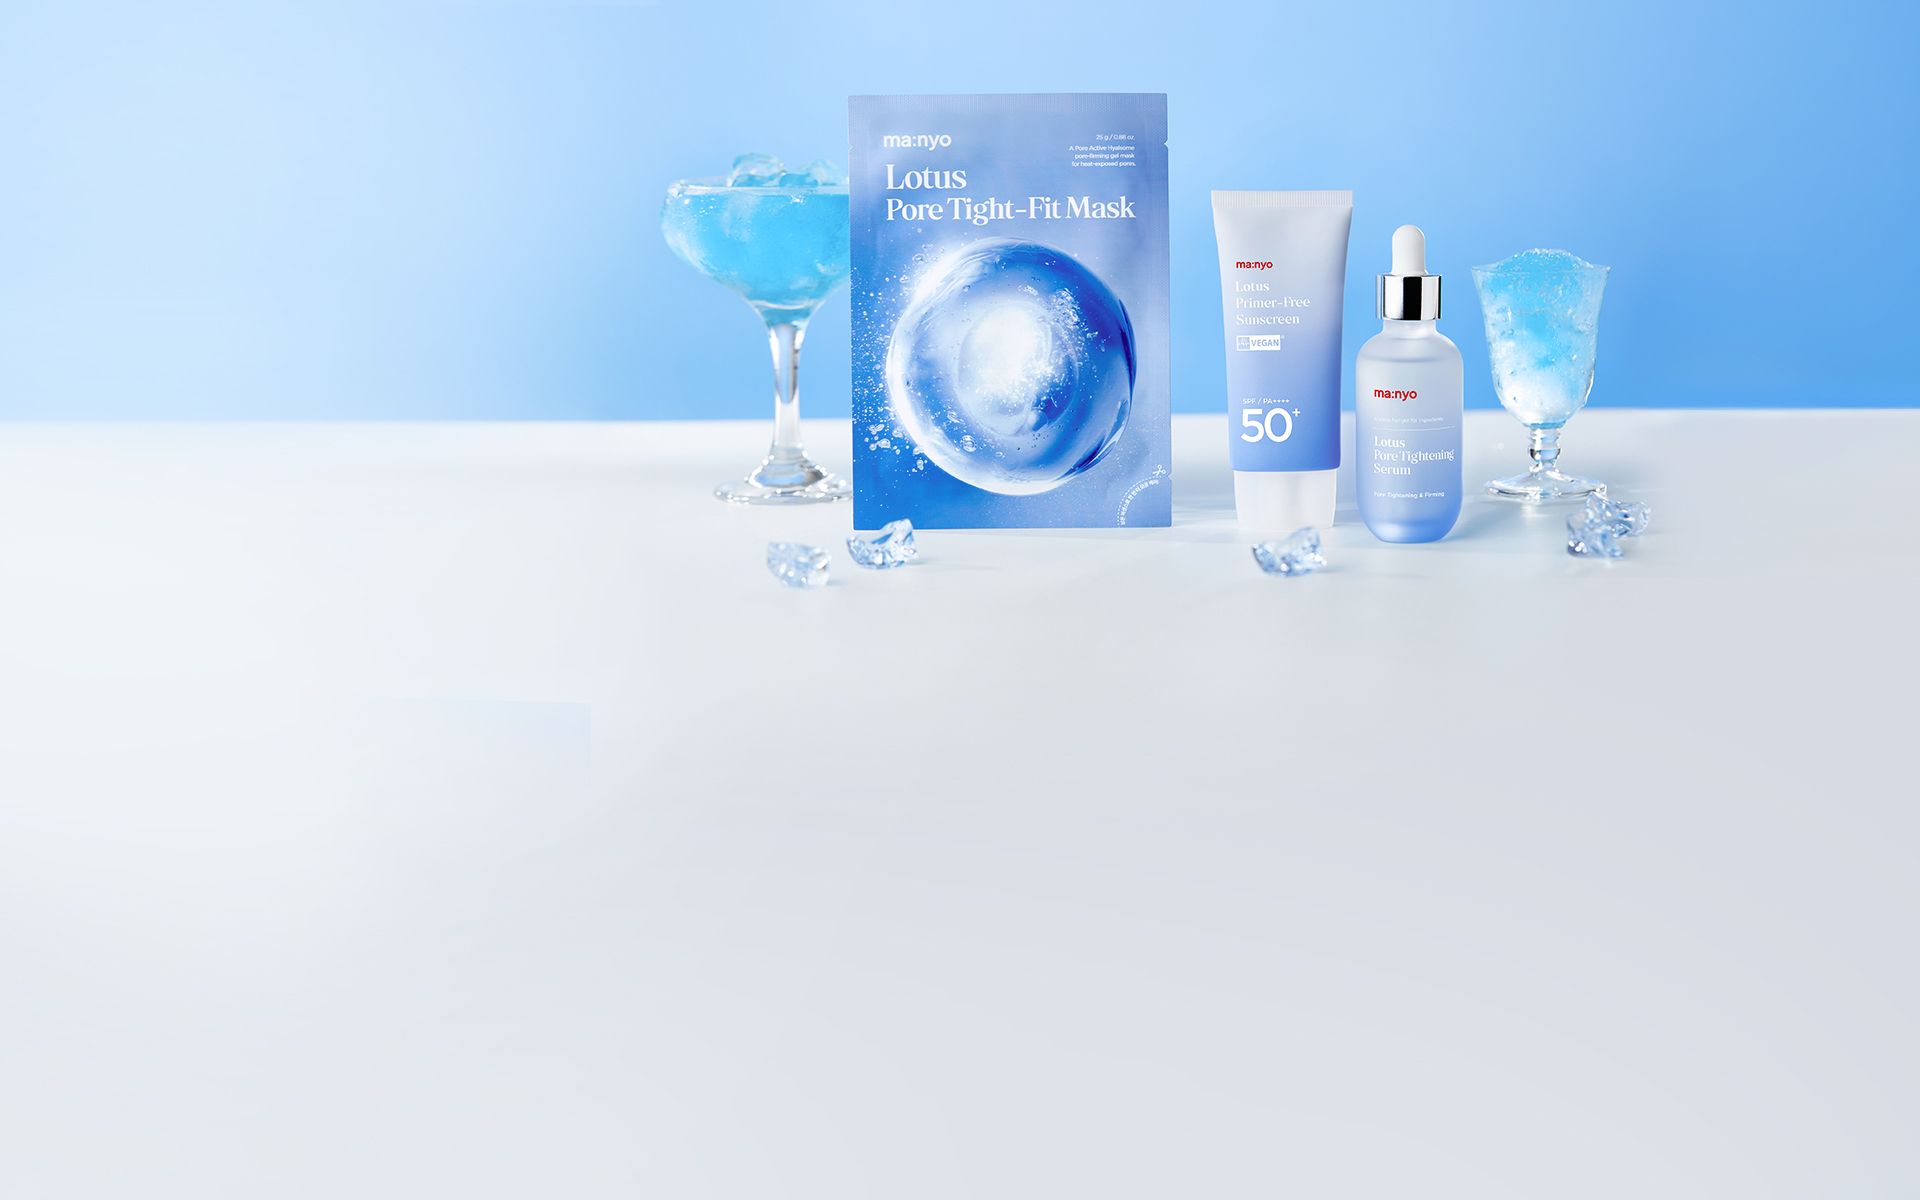 ma:nyo
25 g / 0.88 oz.
A Pore Active Hyalsome
pore-firming gel mask
for heat-exposed pores.
Lotus
Pore Tight-Fit Mask
ma:nyo
Lotus
Primer-Free
Sunscreen
VEGAN
SPF / PA++++
50+
ma:nyo
Lotus
Pore Tightening
Serum
Pore Tightening & Firming